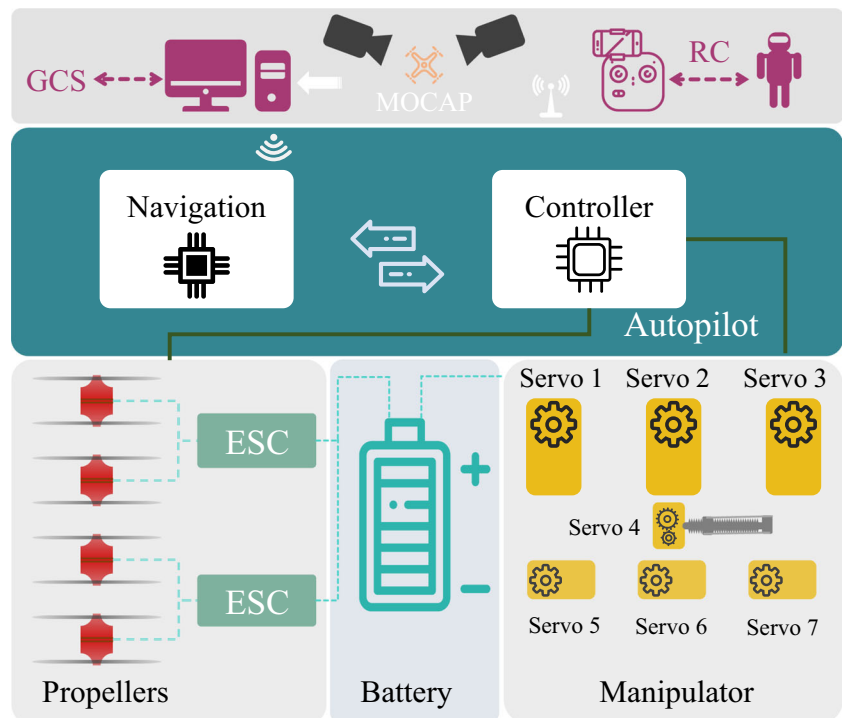 GCS
MOCAP
RC
Navigation
Controller
Autopilot
Servo 1
Servo 2
Servo 3
ESC
Servo 4
ESC
Servo 5
Servo 6
Servo 7
Propellers
Battery
Manipulator